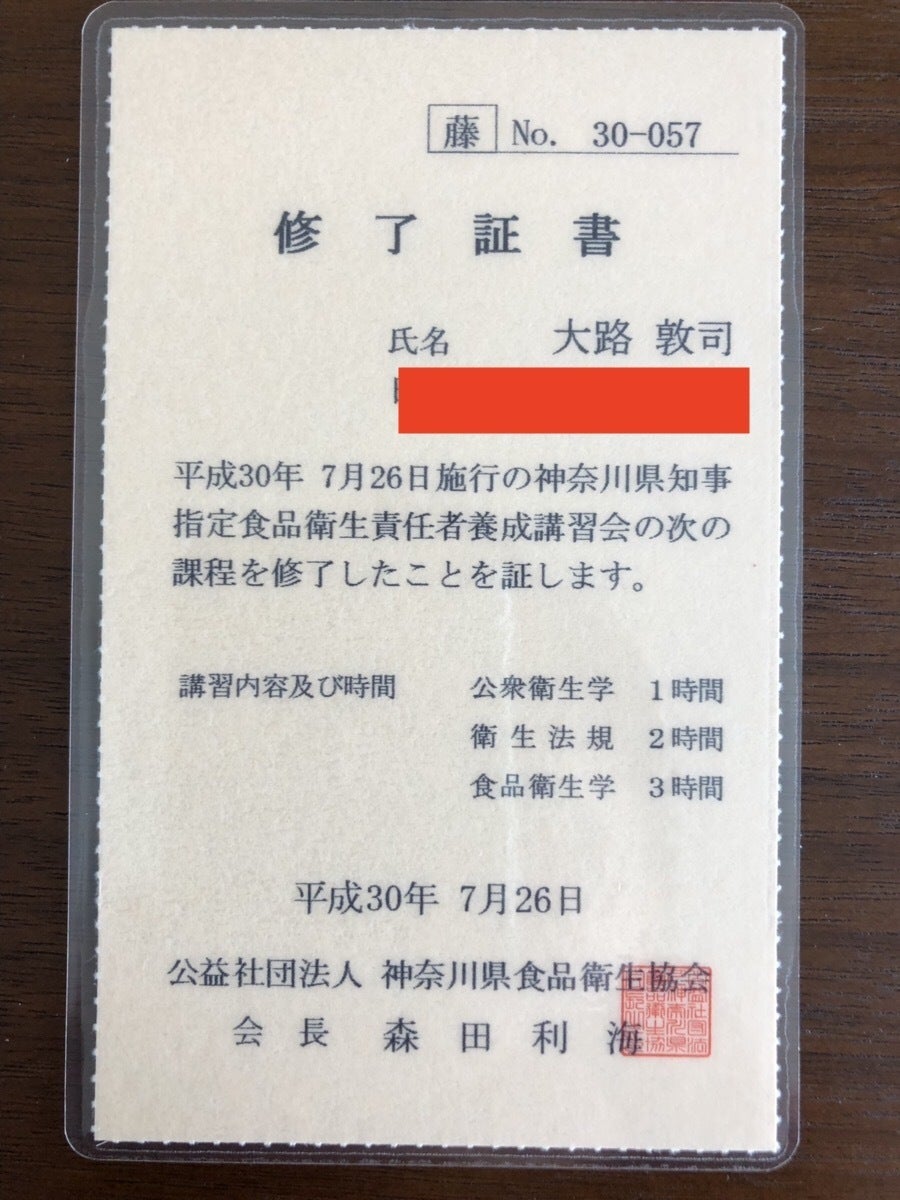 藤 No. 30-057
修了証書
氏名 大路 敦司
平成30年 7月26日施行の神奈川県知事
指定食品衛生責任者養成講習会の次の
課程を修了したことを証します。
講習内容及び時間 公衆衛生学 1時間
衛生法規 2時間
食品衛生学 3時間
平成30年 7月26日
公益社団法人 神奈川県食品衛生協会
会長 森田利海